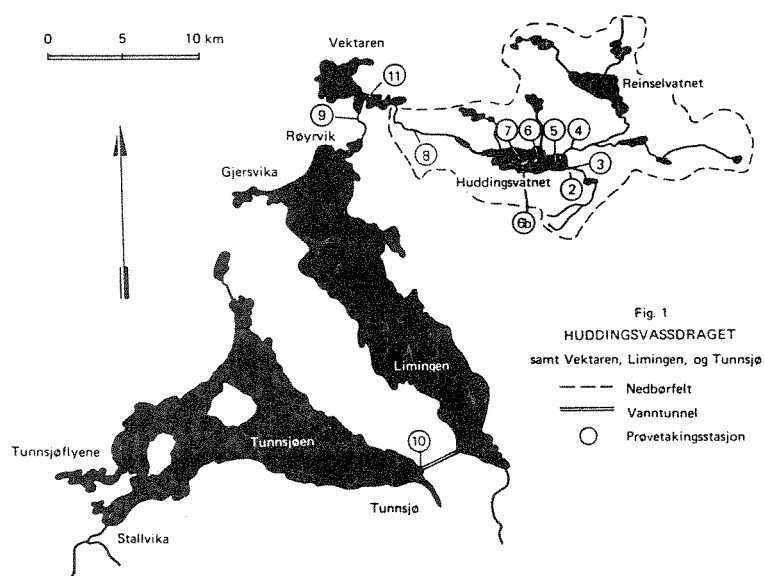 0 5 10 km
Vektaren
11
Reinselvatnet
9
Røyrvik
7 6 5 4
8
3
Gjersvika
Huddingsvatnet
2
6b
Fig. 1
HUDDINGSVASSDRAGET
samt Vektaren, Limingen, og Tunnsjø
Nedbørfelt
Vanntunnel
Prøvetakingsstasjon
Limingen
10
Tunnsjøen
Tunnsjøflyene
Tunnsjø
Stallvika